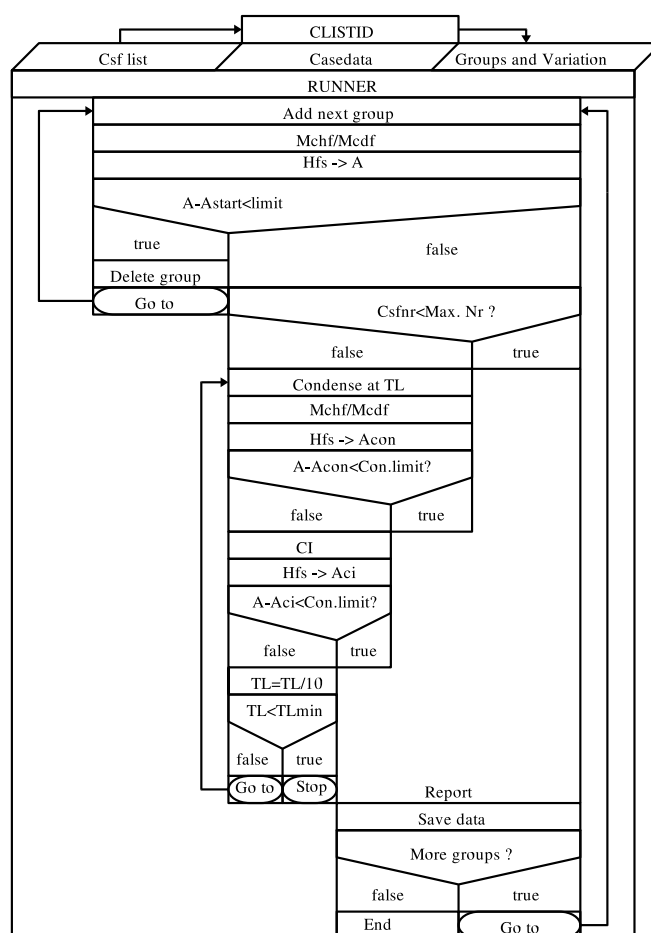 CLISTID
Csf list Casedata Groups and Variation
RUNNER
Add next group
Mchf/Mcdf
Hfs -> A
A-Astart<limit
true false
Delete group
Go to Csfnr<Max. Nr ?
false true
Condense at TL
Mchf/Mcdf
Hfs -> Acon
A-Acon<Con.limit?
false true
CI
Hfs -> Aci
A-Aci<Con.limit?
false true
TL=TL/10
TL<TLmin
false true
Go to Stop Report
Save data
More groups ?
false true
End Go to